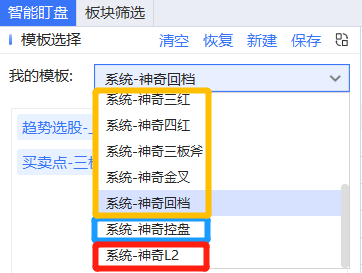 智能盯盘 板块筛选
模板选择 清空 恢复 新建 保存
我的模板: 系统-神奇回档
系统-神奇三红
系统-神奇四红
趋势选股-
系统-神奇三板斧
买卖点-三
系统-神奇金叉
系统-神奇回档
系统-神奇控盘
系统-神奇L2